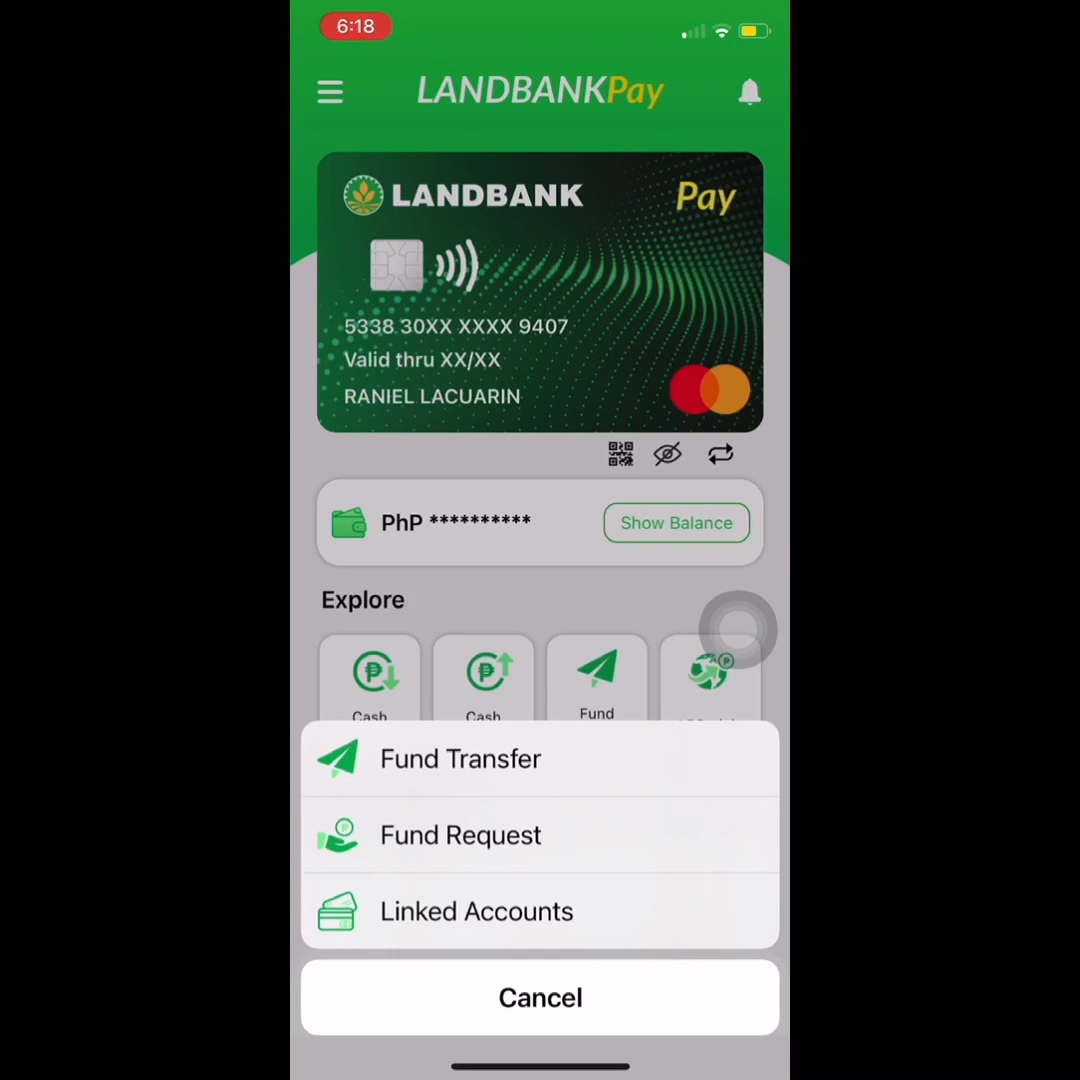 6:18
LANDBANKPay
LANDBANK Pay
5338 30XX XXXX 9407
Valid thru XX/XX
RANIEL LACUARIN
PhP **********
Show Balance
Explore
Cash Cash Fund
Fund Transfer
Fund Request
Linked Accounts
Cancel